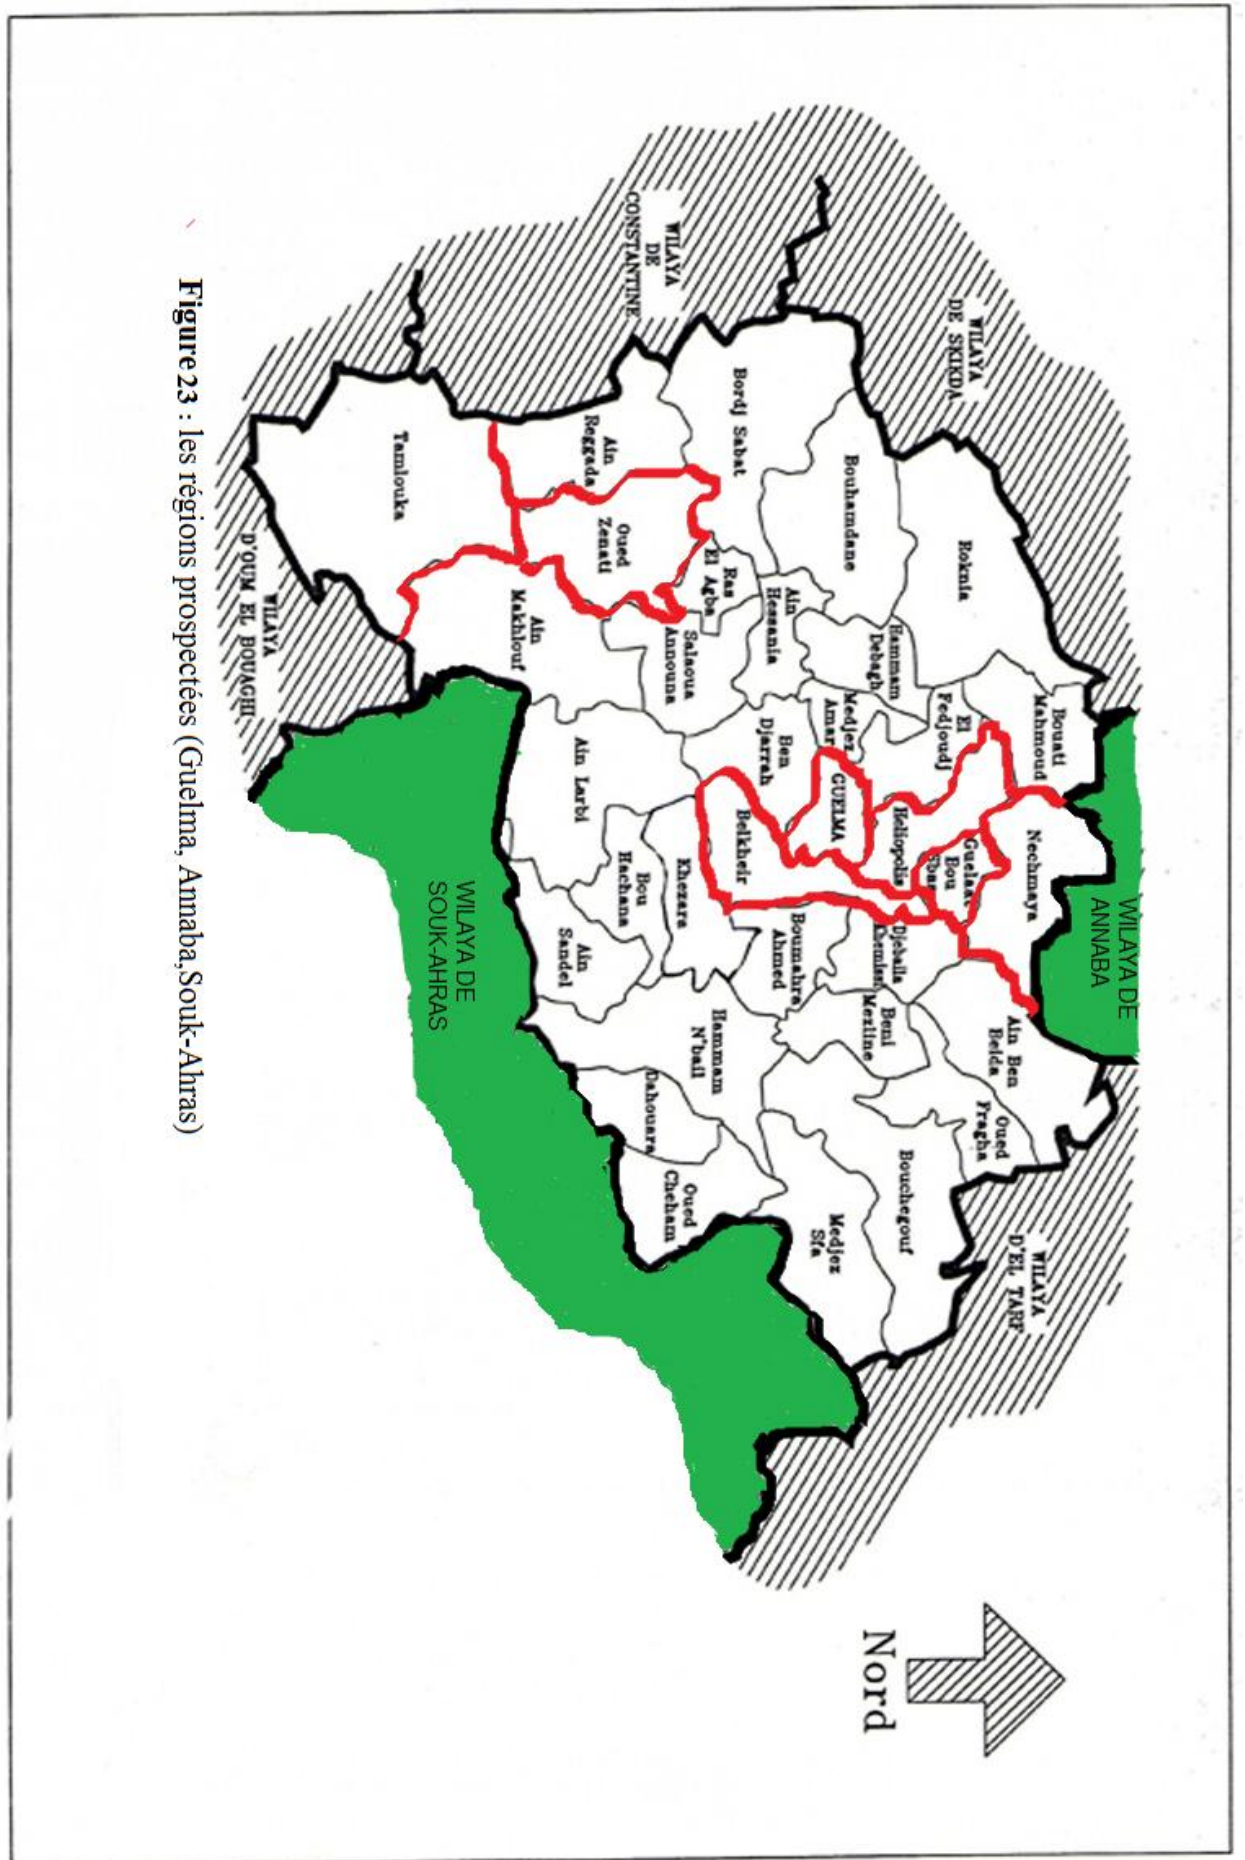 WILAYA
DE SKIKDA
WILAYA DE
ANNABA
WILAYA
D'EL TARF
WILAYA
DE
CONSTANTINE
WILAYA
D'OUM EL BOUAGHI
WILAYA DE
SOUK-AHRAS
Roknia
Bouati
Mahmoud
Nechmaya
Ain Ben
Beida
Oued
Fragha
Bouhamdane
Hammam
Debagh
El
Fedjoudj
Heliopolis
Guelaat
Bou
Sbaa
Djeballa
Khemissi
Beni
Mezline
Bouchegouf
Bordj Sabat
Ras
El Agba
Ain
Hessania
Medjez
Amar
GUELMA
Ben
Djarrah
Belkheir
Boumahra
Ahmed
Medjez
Sfa
Ain
Reggada
Oued
Zenati
Salaoua
Announa
Khezara
Hammam
N'bail
Oued
Cheham
Dahouara
Tamlouka
Ain
Makhlouf
Ain Larbi
Bou
Hachana
Ain
Sandel
Nord
Figure23 : les régions prospectées (Guelma, Annaba,Souk-Ahras)